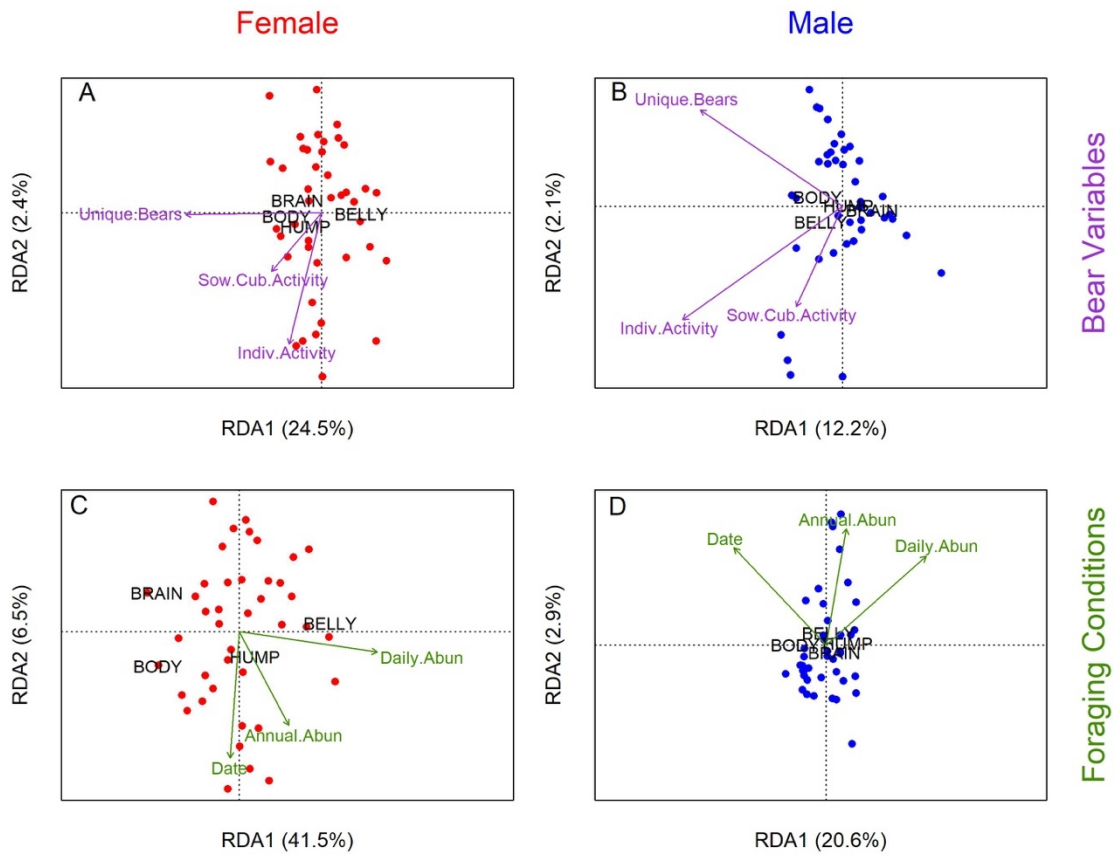 Female
Male
A
BRAIN
BODY
BELLY
HUMP
Unique.Bears
Sow.Cub.Activity
Indiv.Activity
RDA2 (2.4%)
RDA1 (24.5%)
B
Unique.Bears
BODY
HUMP
BRAIN
BELLY
Sow.Cub.Activity
Indiv.Activity
RDA2 (2.1%)
RDA1 (12.2%)
Bear Variables
C
BRAIN
BELLY
BODY
HUMP
Daily.Abun
Annual.Abun
Date
RDA2 (6.5%)
RDA1 (41.5%)
D
Annual.Abun
Date
Daily.Abun
BELLY
BODY
HUMP
BRAIN
RDA2 (2.9%)
RDA1 (20.6%)
Foraging Conditions